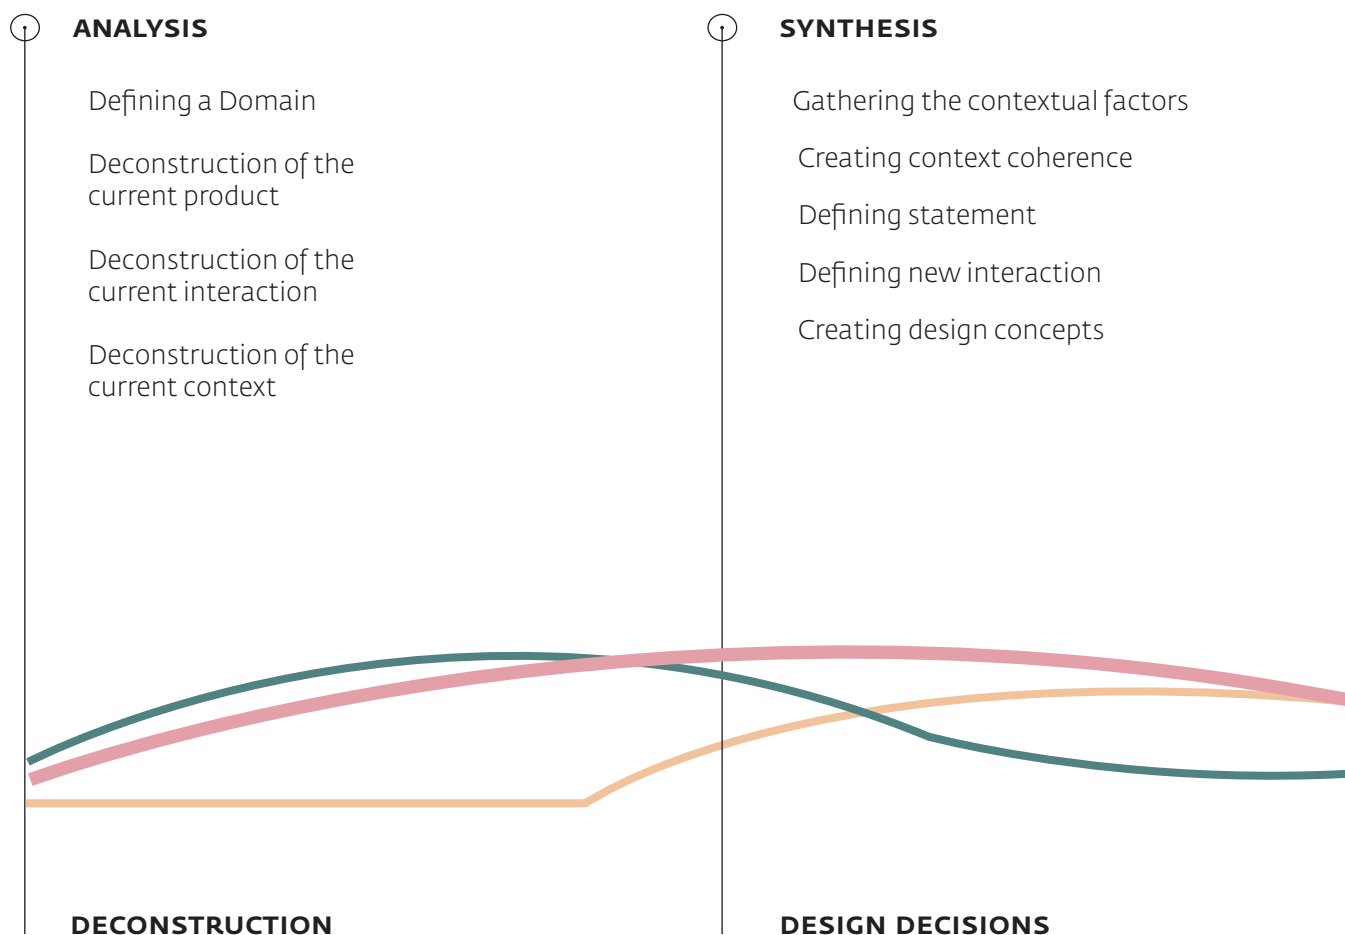 ANALYSIS
Defining a Domain
Deconstruction of the
current product
Deconstruction of the
current interaction
Deconstruction of the
current context
SYNTHESIS
Gathering the contextual factors
Creating context coherence
Defining statement
Defining new interaction
Creating design concepts
DECONSTRUCTION
DESIGN DECISIONS